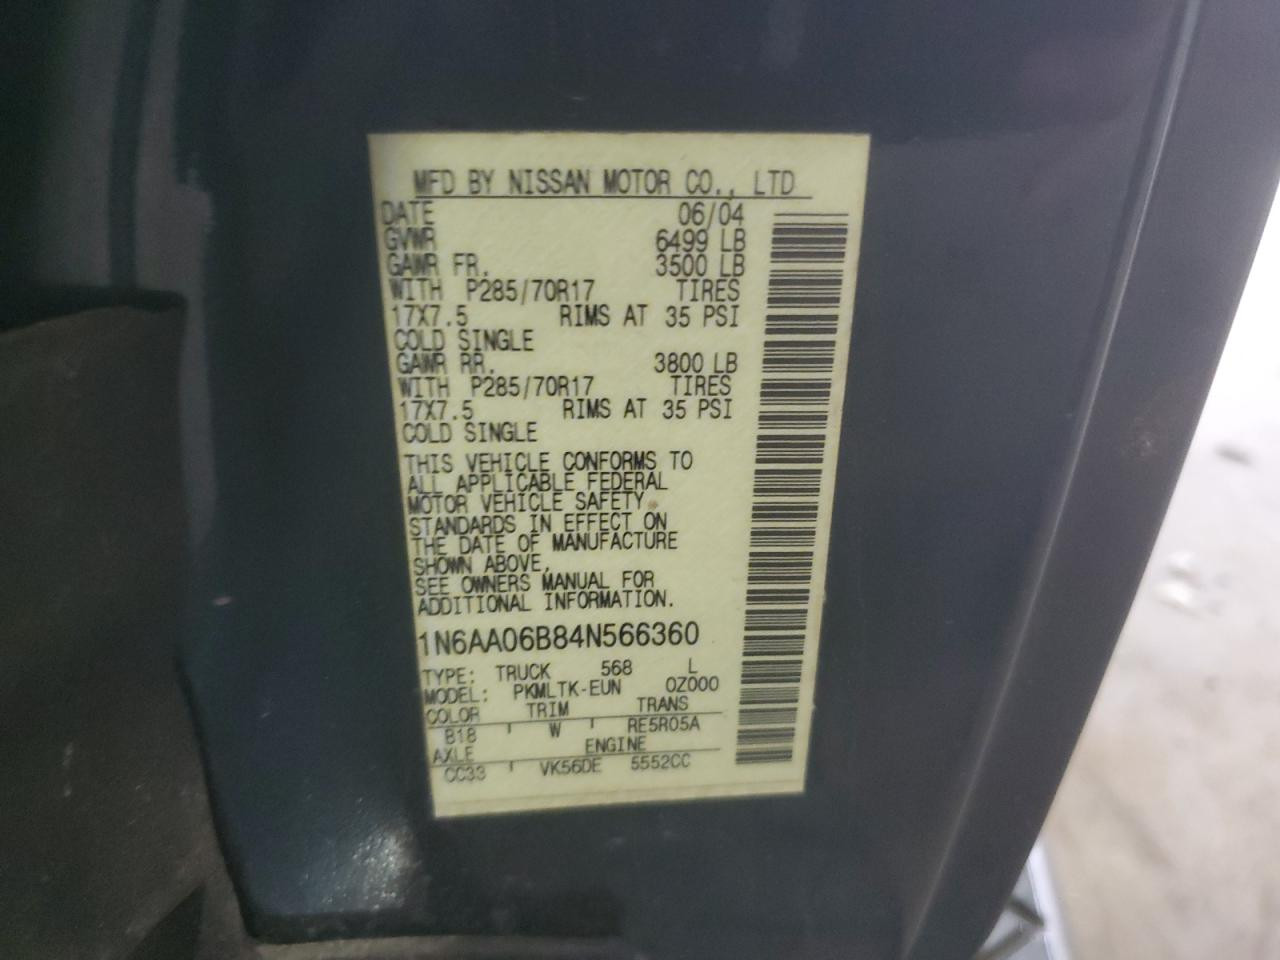 MFD BY NISSAN MOTOR CO., LTD
DATE 06/04
GVWR 6499 LB
GAWR FR. 3500 LB
WITH P285/70R17 TIRES
17X7.5 RIMS AT 35 PSI
COLD SINGLE
GAWR RR. 3800 LB
WITH P285/70R17 TIRES
17X7.5 RIMS AT 35 PSI
COLD SINGLE
THIS VEHICLE CONFORMS TO
ALL APPLICABLE FEDERAL
MOTOR VEHICLE SAFETY
STANDARDS IN EFFECT ON
THE DATE OF MANUFACTURE
SHOWN ABOVE,
SEE OWNERS MANUAL FOR
ADDITIONAL INFORMATION.
1N6AA06B84N566360
TYPE: TRUCK 568 L
MODEL: PKMLTK-EUN 0Z000
COLOR TRIM TRANS
B18 ' W ' RE5R05A
AXLE ENGINE
CC33 ' VK56DE 5552CC